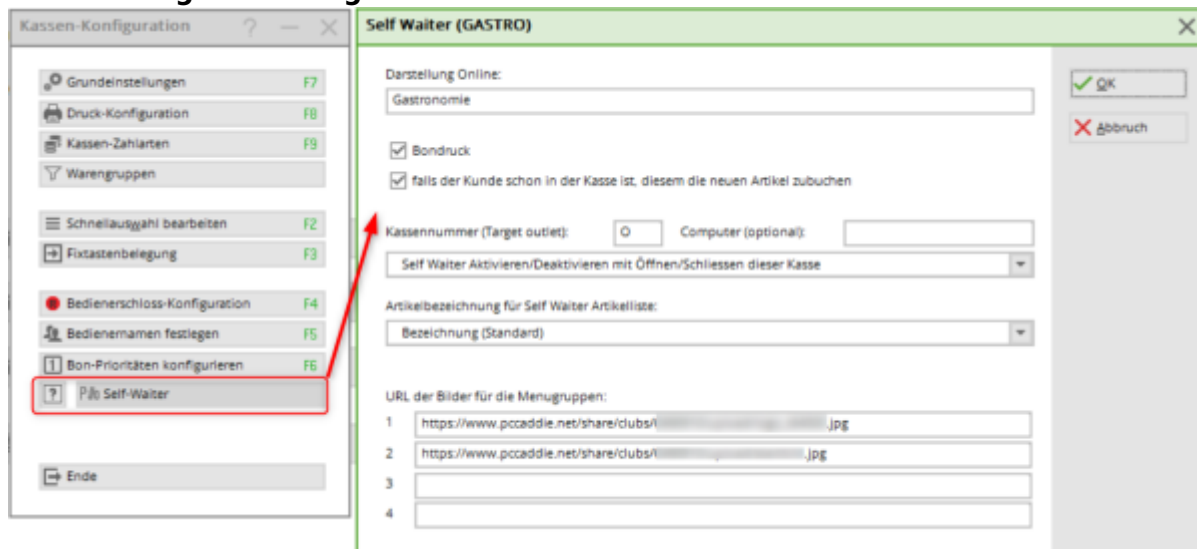 Kassen-Konfiguration
Grundeinstellungen F7
Druck-Konfiguration F8
Kassen-Zahlarten F9
Warengruppen
Schnellauswahl bearbeiten F2
Fixtastenbelegung F3
Bedienerschloss-Konfiguration F4
Bedienernamen festlegen F5
Bon-Prioritäten konfigurieren F6
Self-Waiter
Ende
Self Waiter (GASTRO)
Darstellung Online:
Gastronomie
Bondruck
falls der Kunde schon in der Kasse ist, diesem die neuen Artikel zubuchen
Kassennummer (Target outlet): O Computer (optional):
Self Waiter Aktivieren/Deaktivieren mit Öffnen/Schliessen dieser Kasse
Artikelbezeichnung für Self Waiter Artikelliste:
Bezeichnung (Standard)
URL der Bilder für die Menugruppen:
1 https://www.pccaddie.net/share/clubs/ .jpg
2 https://www.pccaddie.net/share/clubs/ .jpg
3
4
OK
Abbruch